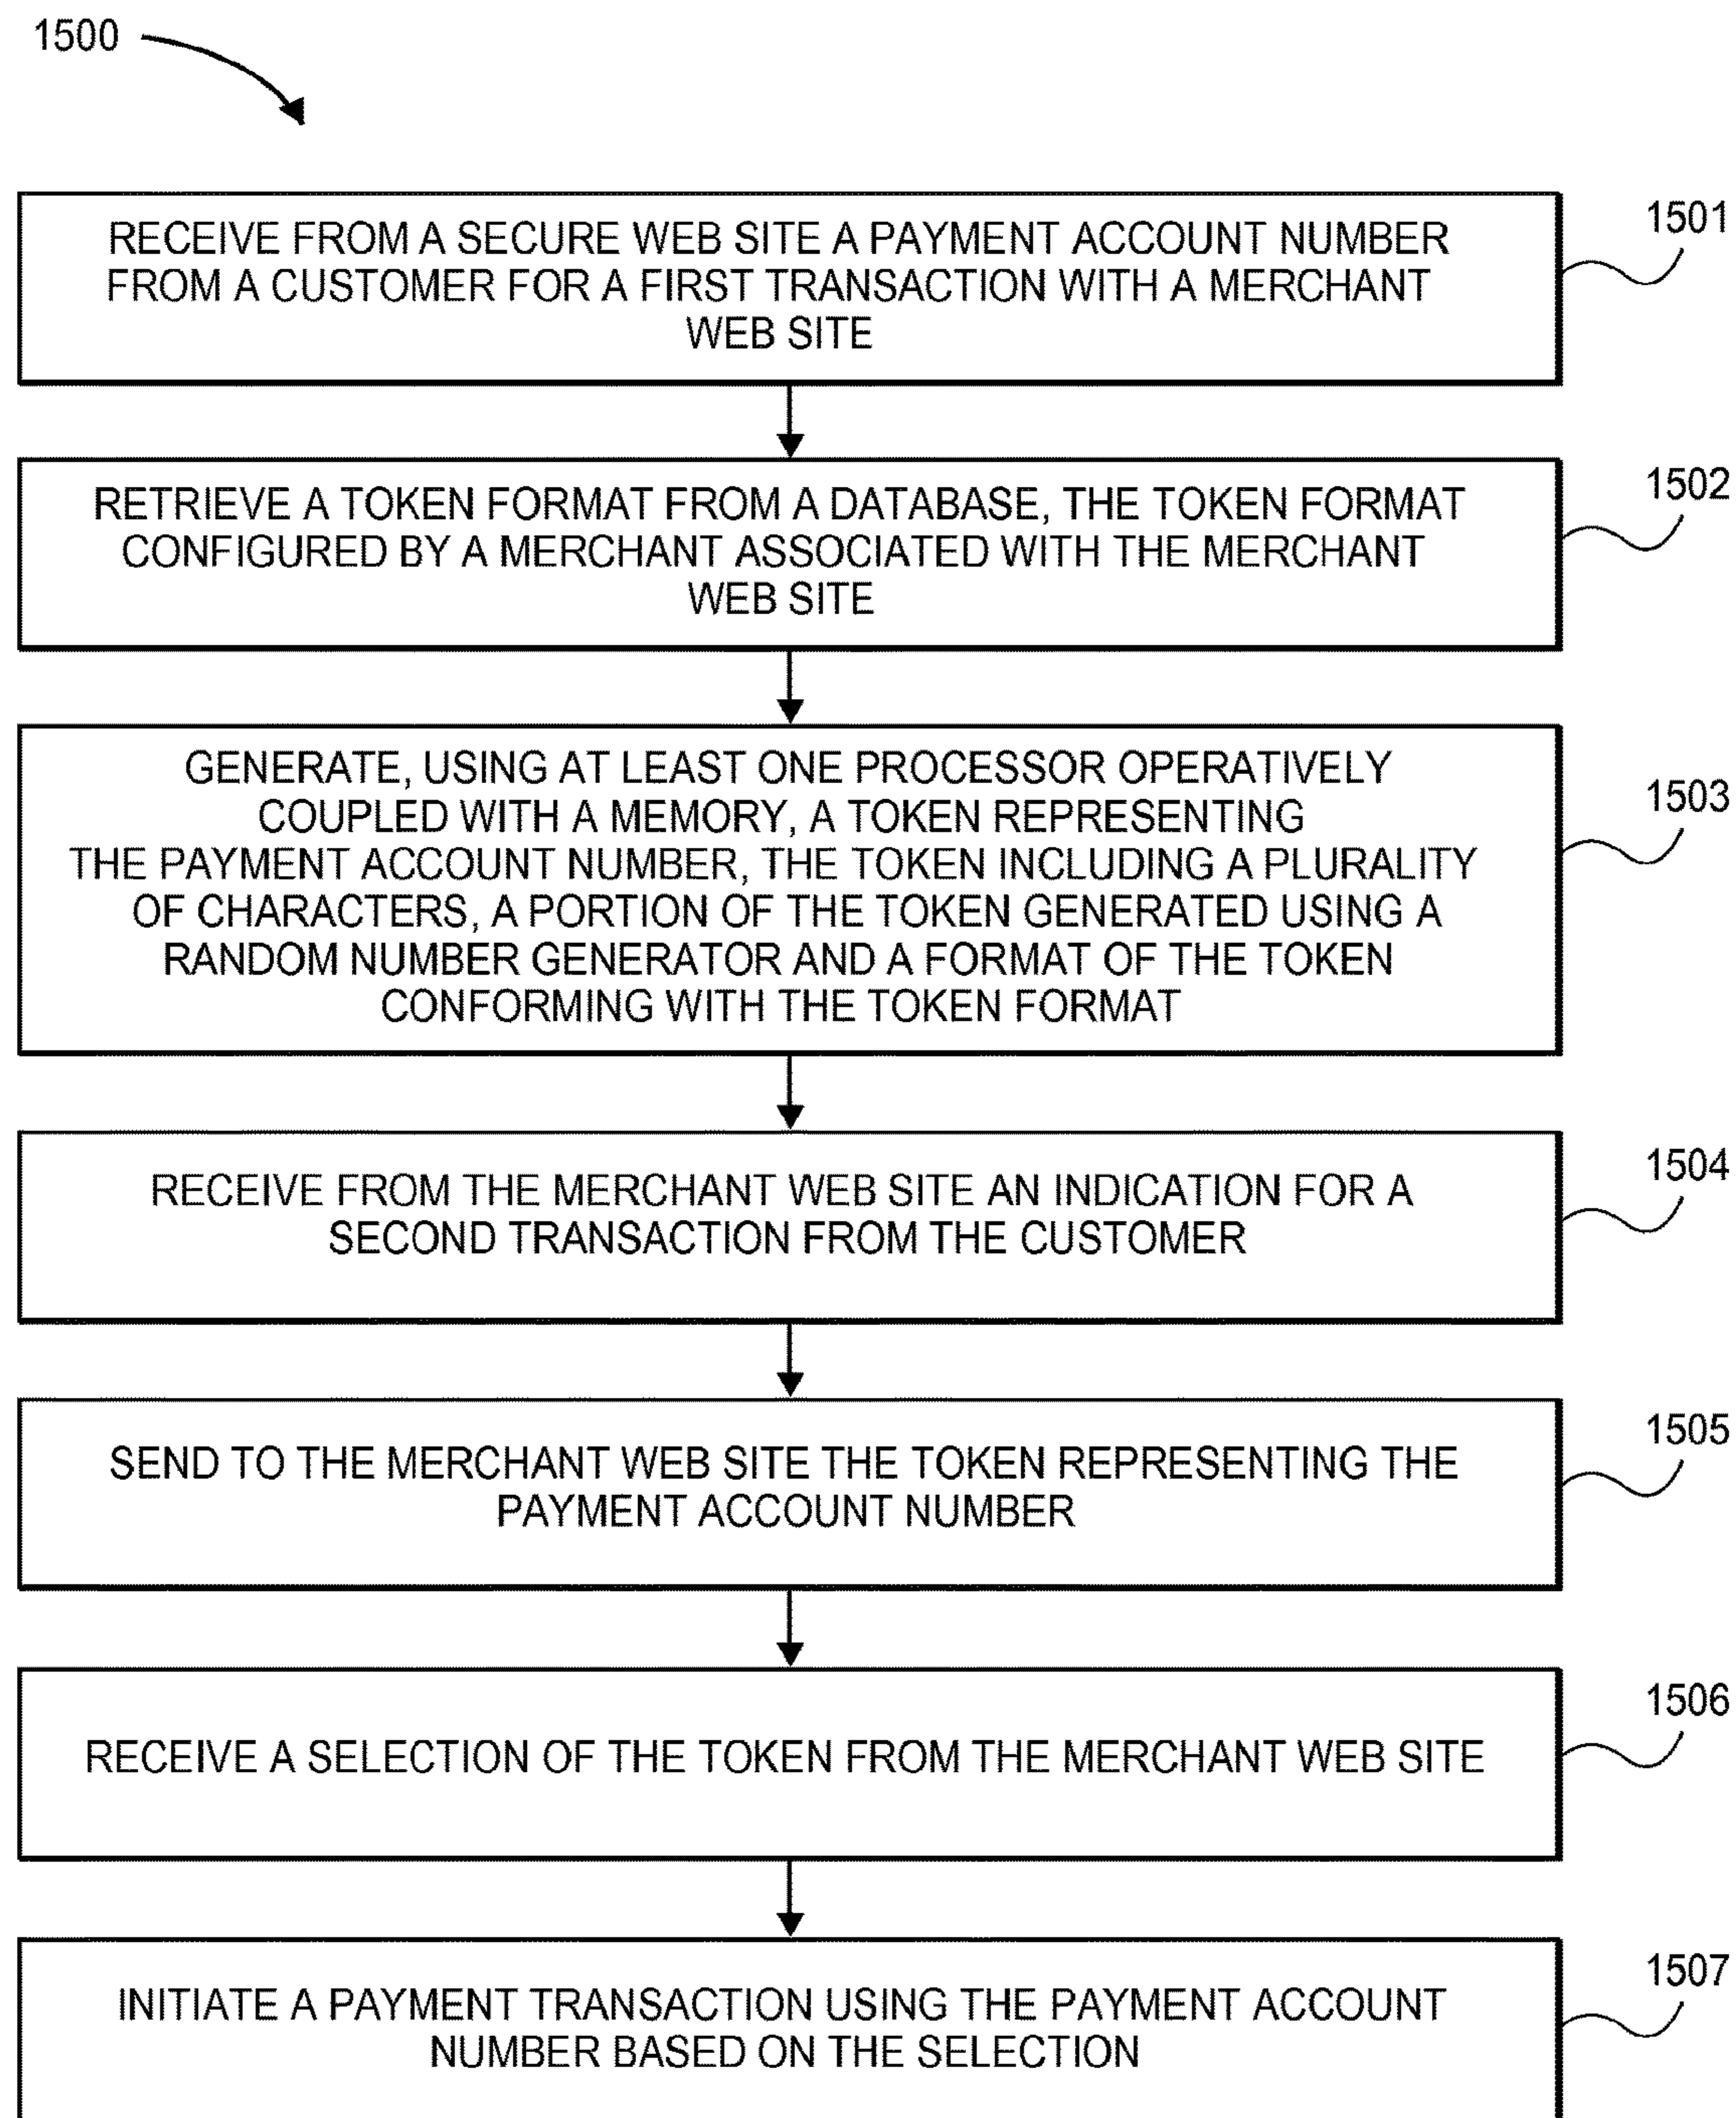 1500
RECEIVE FROM A SECURE WEB SITE A PAYMENT ACCOUNT NUMBER
FROM A CUSTOMER FOR A FIRST TRANSACTION WITH A MERCHANT
WEB SITE
1501
RETRIEVE A TOKEN FORMAT FROM A DATABASE, THE TOKEN FORMAT
CONFIGURED BY A MERCHANT ASSOCIATED WITH THE MERCHANT
WEB SITE
1502
GENERATE, USING AT LEAST ONE PROCESSOR OPERATIVELY
COUPLED WITH A MEMORY, A TOKEN REPRESENTING
THE PAYMENT ACCOUNT NUMBER, THE TOKEN INCLUDING A PLURALITY
OF CHARACTERS, A PORTION OF THE TOKEN GENERATED USING A
RANDOM NUMBER GENERATOR AND A FORMAT OF THE TOKEN
CONFORMING WITH THE TOKEN FORMAT
1503
RECEIVE FROM THE MERCHANT WEB SITE AN INDICATION FOR A
SECOND TRANSACTION FROM THE CUSTOMER
1504
SEND TO THE MERCHANT WEB SITE THE TOKEN REPRESENTING THE
PAYMENT ACCOUNT NUMBER
1505
RECEIVE A SELECTION OF THE TOKEN FROM THE MERCHANT WEB SITE
1506
INITIATE A PAYMENT TRANSACTION USING THE PAYMENT ACCOUNT
NUMBER BASED ON THE SELECTION
1507